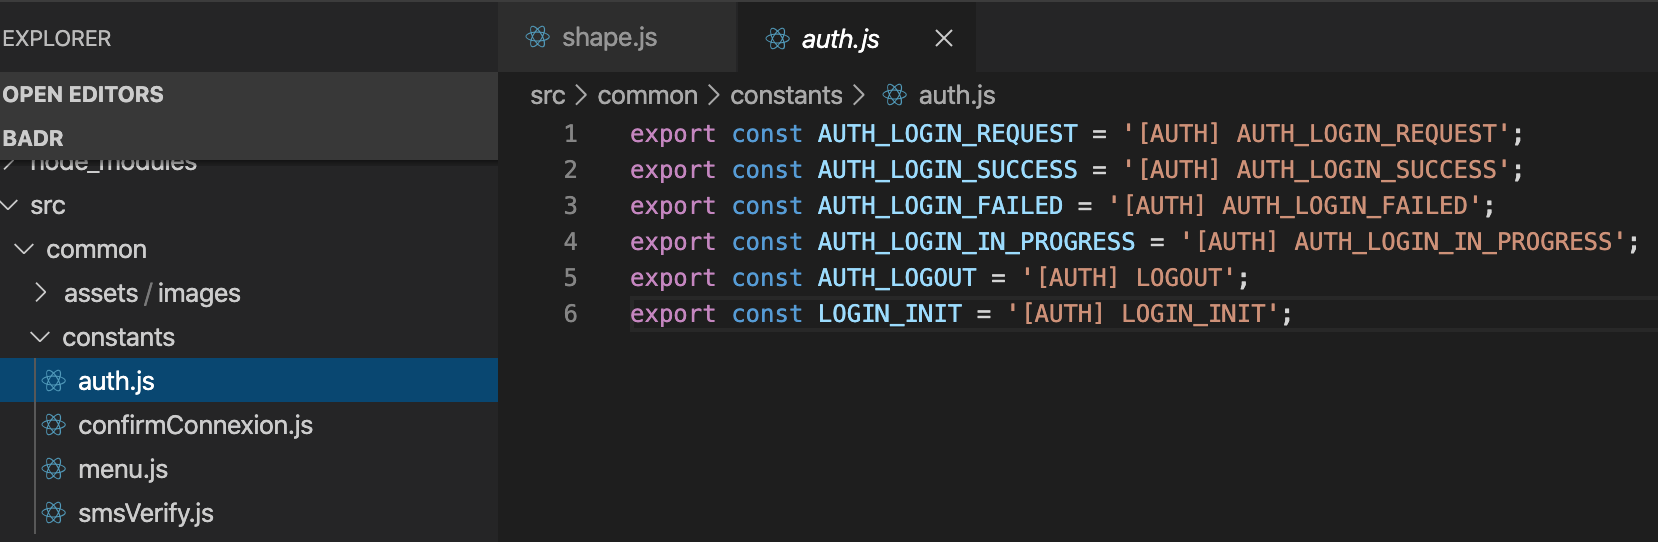 EXPLORER
OPEN EDITORS
BADR
node_modules
src
common
assets / images
constants
auth.js
confirmConnexion.js
menu.js
smsVerify.js
shape.js
auth.js
src > common > constants > auth.js
1 export const AUTH_LOGIN_REQUEST = '[AUTH] AUTH_LOGIN_REQUEST';
2 export const AUTH_LOGIN_SUCCESS = '[AUTH] AUTH_LOGIN_SUCCESS';
3 export const AUTH_LOGIN_FAILED = '[AUTH] AUTH_LOGIN_FAILED';
4 export const AUTH_LOGIN_IN_PROGRESS = '[AUTH] AUTH_LOGIN_IN_PROGRESS';
5 export const AUTH_LOGOUT = '[AUTH] LOGOUT';
6 export const LOGIN_INIT = '[AUTH] LOGIN_INIT';